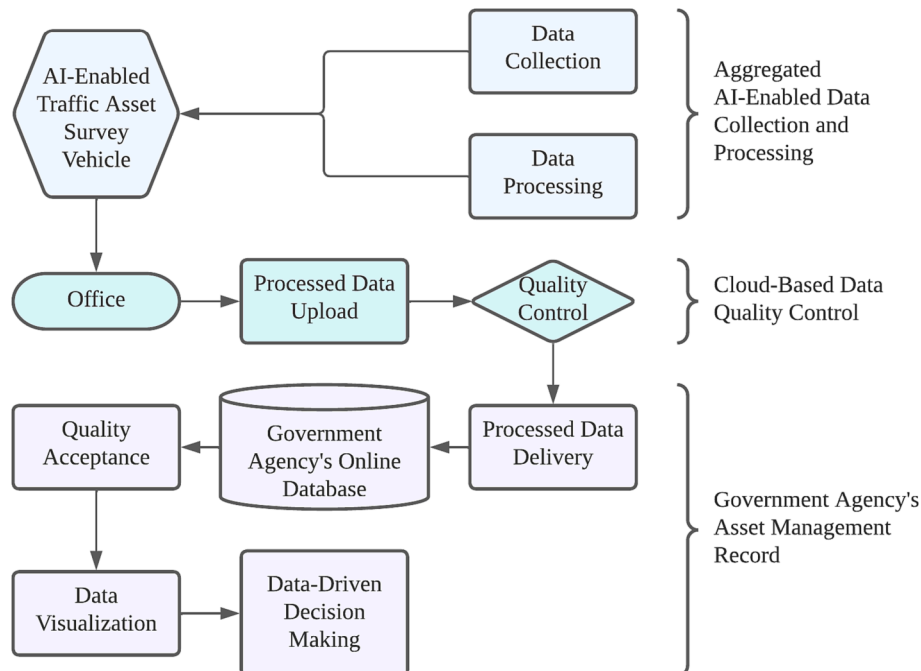 AI-Enabled
Traffic Asset
Survey
Vehicle
Data
Collection
Data
Processing
Aggregated
AI-Enabled Data
Collection and
Processing
Office
Processed Data
Upload
Quality
Control
Cloud-Based Data
Quality Control
Quality
Acceptance
Government
Agency's Online
Database
Processed Data
Delivery
Government Agency's
Asset Management
Record
Data
Visualization
Data-Driven
Decision
Making